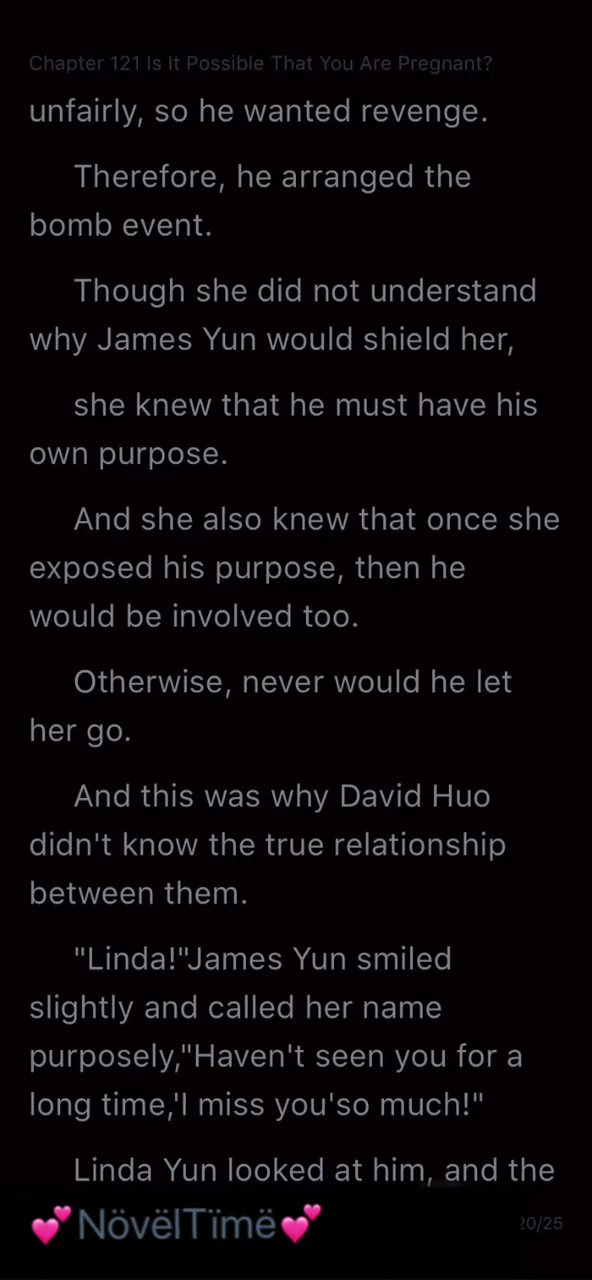 Chapter 121 Is It Possible That You Are Pregnant?
unfairly, so he wanted revenge.
Therefore, he arranged the
bomb event.
Though she did not understand
why James Yun would shield her,
she knew that he must have his
own purpose.
And she also knew that once she
exposed his purpose, then he
would be involved too.
Otherwise, never would he let
her go.
And this was why David Huo
didn't know the true relationship
between them.
"Linda!"James Yun smiled
slightly and called her name
purposely,"Haven't seen you for a
long time,'I miss you'so much!"
Linda Yun looked at him, and the
💕NövëlTïmë💕
20/25